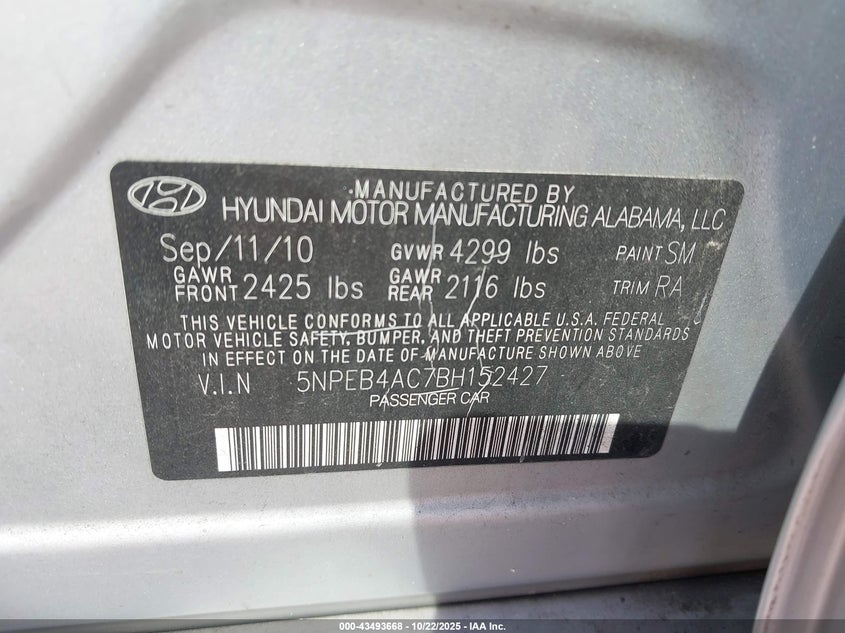 MANUFACTURED BY
HYUNDAI MOTOR MANUFACTURING ALABAMA, LLC
Sep/11/10 GVWR 4299 lbs PAINT SM
GAWR FRONT 2425 lbs GAWR REAR 2116 lbs TRIM RA
THIS VEHICLE CONFORMS TO ALL APPLICABLE U.S.A. FEDERAL
MOTOR VEHICLE SAFETY, BUMPER, AND THEFT PREVENTION STANDARDS
IN EFFECT ON THE DATE OF MANUFACTURE SHOWN ABOVE
V.I.N 5NPEB4AC7BH152427
PASSENGER CAR
000-43493668 - 10/22/2025 - IAA Inc.